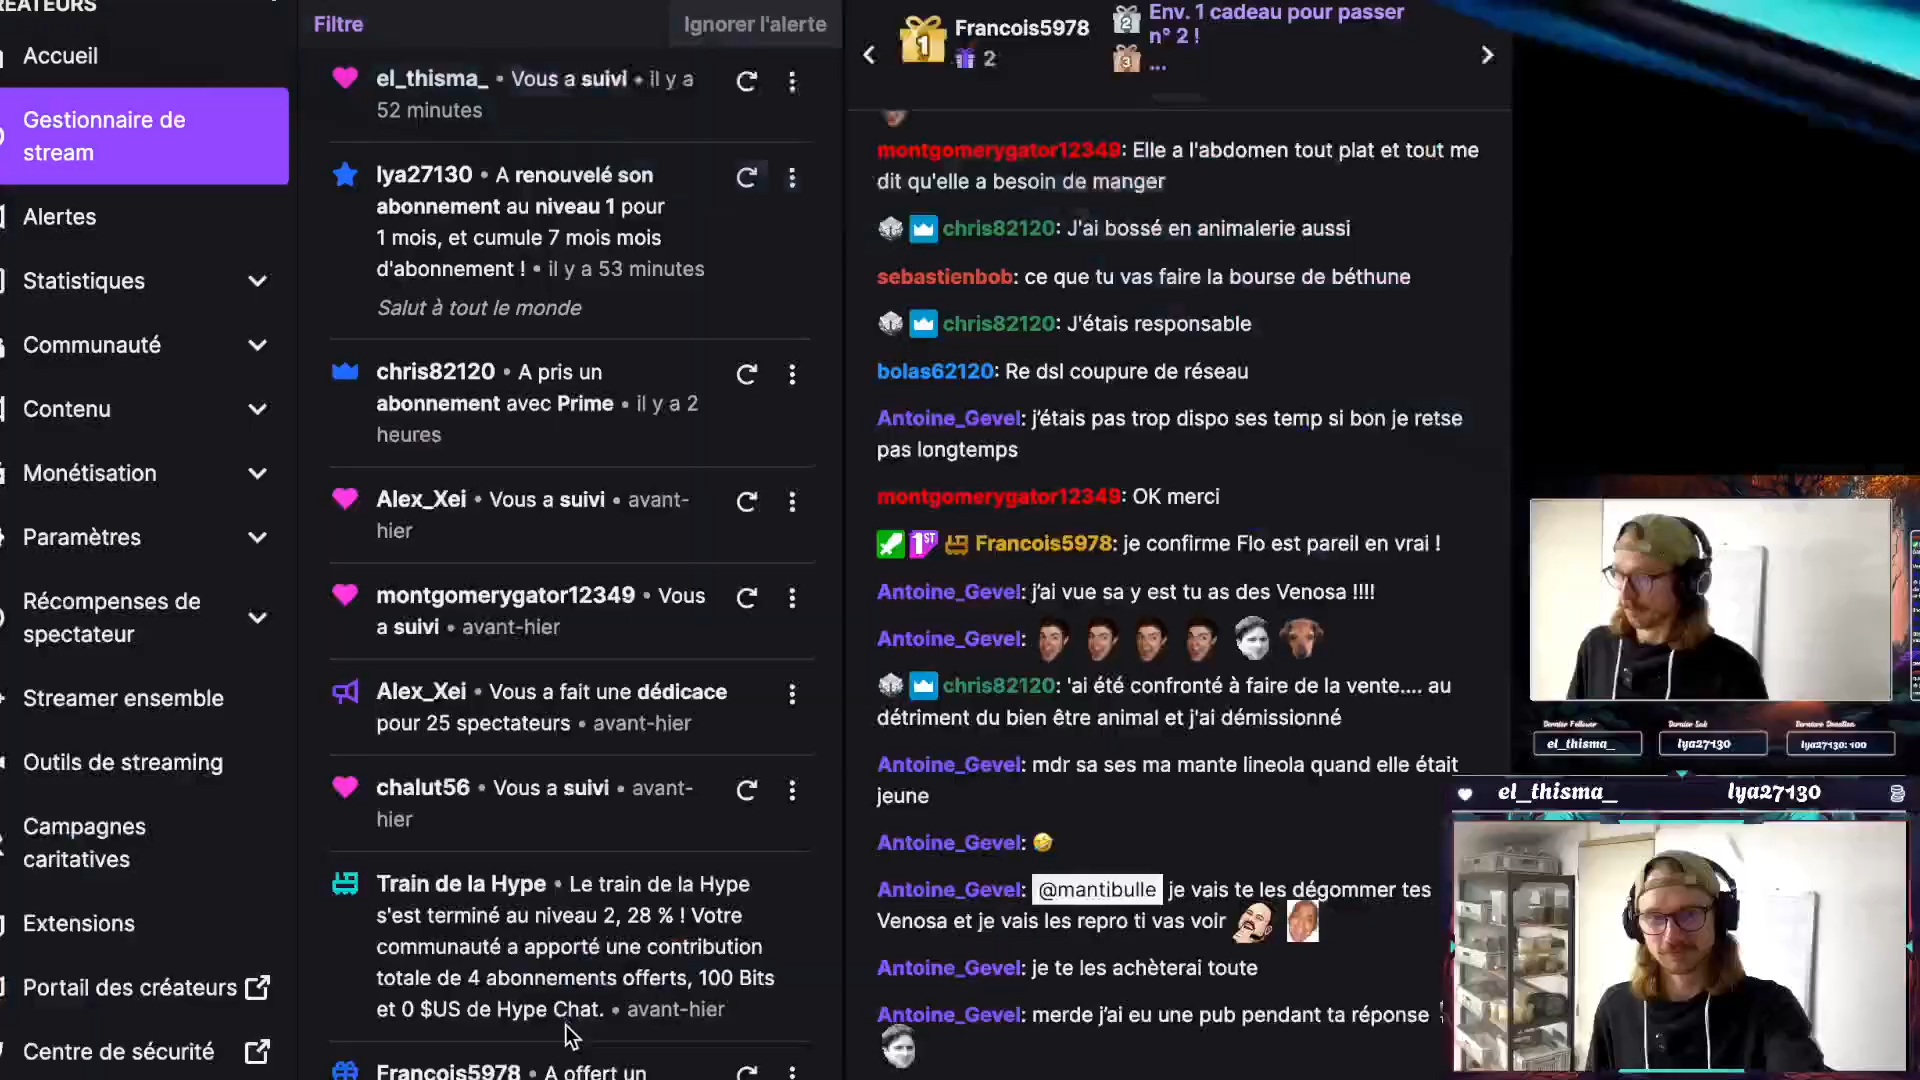 CRÉATEURS
Accueil
Gestionnaire de
stream
Alertes
Statistiques
Communauté
Contenu
Monétisation
Paramètres
Récompenses de
spectateur
Streamer ensemble
Outils de streaming
Campagnes
caritatives
Extensions
Portail des créateurs
Centre de sécurité
Filtre
Ignorer l'alerte
el_thisma_ • Vous a suivi • il y a
52 minutes
lya27130 • A renouvelé son
abonnement au niveau 1 pour
1 mois, et cumule 7 mois mois
d'abonnement ! • il y a 53 minutes
Salut à tout le monde
chris82120 • A pris un
abonnement avec Prime • il y a 2
heures
Alex_Xei • Vous a suivi • avant-
hier
montgomerygator12349 • Vous
a suivi • avant-hier
Alex_Xei • Vous a fait une dédicace
pour 25 spectateurs • avant-hier
chalut56 • Vous a suivi • avant-
hier
Train de la Hype • Le train de la Hype
s'est terminé au niveau 2, 28 % ! Votre
communauté a apporté une contribution
totale de 4 abonnements offerts, 100 Bits
et 0 $US de Hype Chat. • avant-hier
Francois5978 • A offert un
1
Francois5978
2
2
Env. 1 cadeau pour passer
n° 2 !
3
...
montgomerygator12349: Elle a l'abdomen tout plat et tout me
dit qu'elle a besoin de manger
chris82120: J'ai bossé en animalerie aussi
sebastienbob: ce que tu vas faire la bourse de béthune
chris82120: J'étais responsable
bolas62120: Re dsl coupure de réseau
Antoine_Gevel: j'étais pas trop dispo ses temp si bon je retse
pas longtemps
montgomerygator12349: OK merci
1ST Francois5978: je confirme Flo est pareil en vrai !
Antoine_Gevel: j'ai vue sa y est tu as des Venosa !!!!
Antoine_Gevel:
chris82120: 'ai été confronté à faire de la vente.... au
détriment du bien être animal et j'ai démissionné
Antoine_Gevel: mdr sa ses ma mante lineola quand elle était
jeune
Antoine_Gevel: 🤣
Antoine_Gevel: @mantibulle je vais te les dégommer tes
Venosa et je vais les repro ti vas voir
Antoine_Gevel: je te les achèterai toute
Antoine_Gevel: merde j'ai eu une pub pendant ta réponse
Dernier Follower
Dernier Sub
Derniere Donation
el_thisma_
lya27130
lya27130: 100
el_thisma_
lya27130